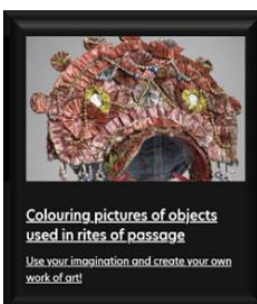 Colouring pictures of objects
used in rites of passage
Use your imagination and create your own
work of art!